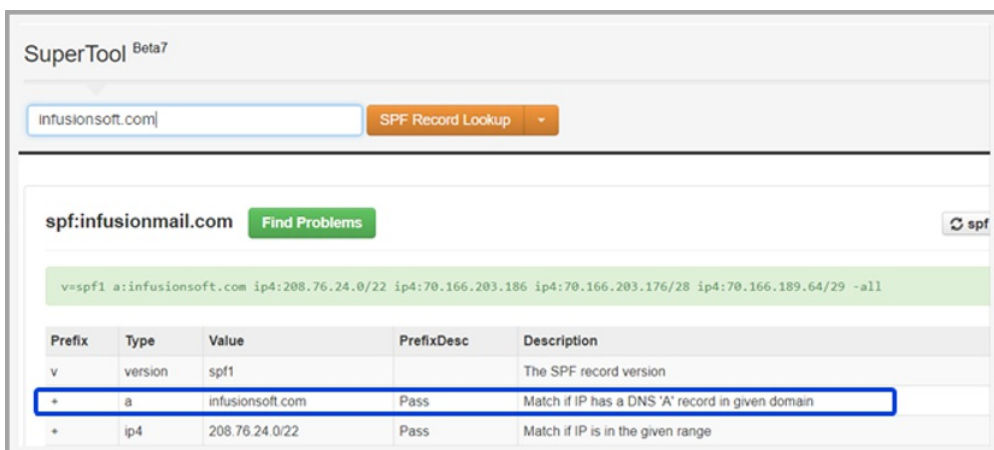 SuperTool Beta7
infusionsoft.com
SPF Record Lookup
spf:infusionmail.com
Find Problems
spf
v=spf1 a:infusionsoft.com ip4:208.76.24.0/22 ip4:70.166.203.186 ip4:70.166.203.176/28 ip4:70.166.189.64/29 -all
Prefix Type Value PrefixDesc Description
v version spf1 The SPF record version
+ a infusionsoft.com Pass Match if IP has a DNS 'A' record in given domain
+ ip4 208.76.24.0/22 Pass Match if IP is in the given range